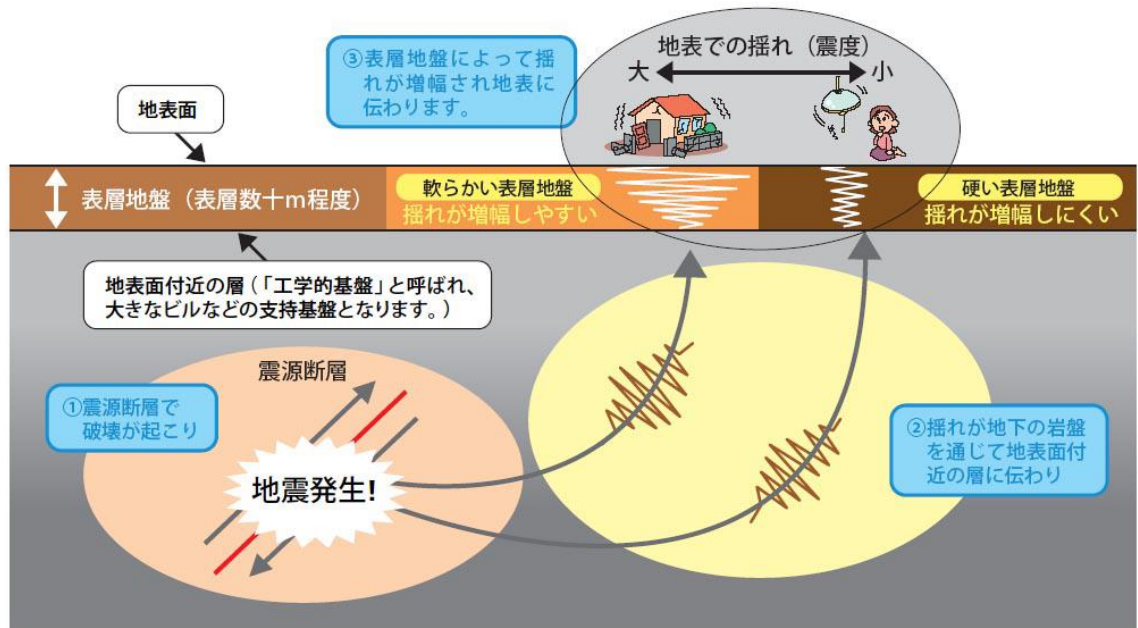 地表での揺れ（震度）
大
小
③表層地盤によって揺
れが増幅され地表に
伝わります。
地表面
表層地盤（表層数十m程度）
軟らかい表層地盤
揺れが増幅しやすい
硬い表層地盤
揺れが増幅しにくい
地表面付近の層（「工学的基盤」と呼ばれ、
大きなビルなどの支持基盤となります。）
震源断層
①震源断層で
破壊が起こり
地震発生!
②揺れが地下の岩盤
を通じて地表面付
近の層に伝わり